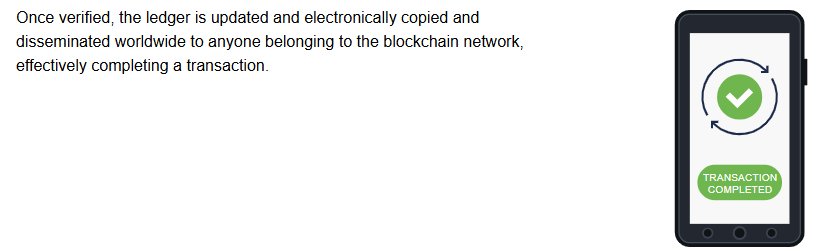 Once verified, the ledger is updated and electronically copied and
disseminated worldwide to anyone belonging to the blockchain network,
effectively completing a transaction.
TRANSACTION
COMPLETED